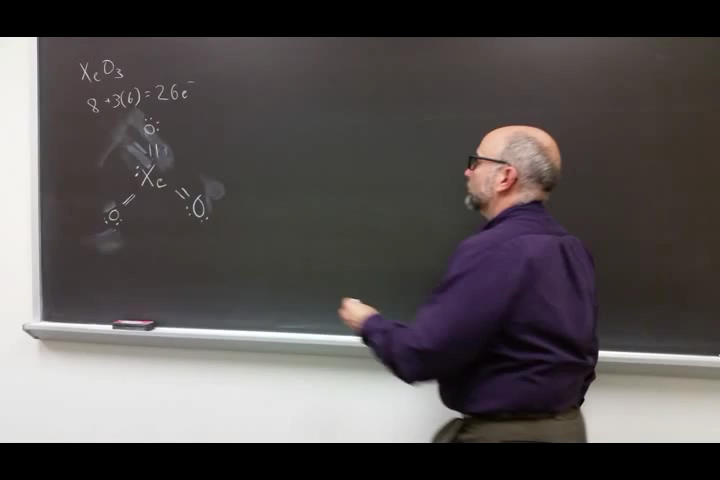 XeO3
8 + 3(6) = 26e-
O
Xe
O
O